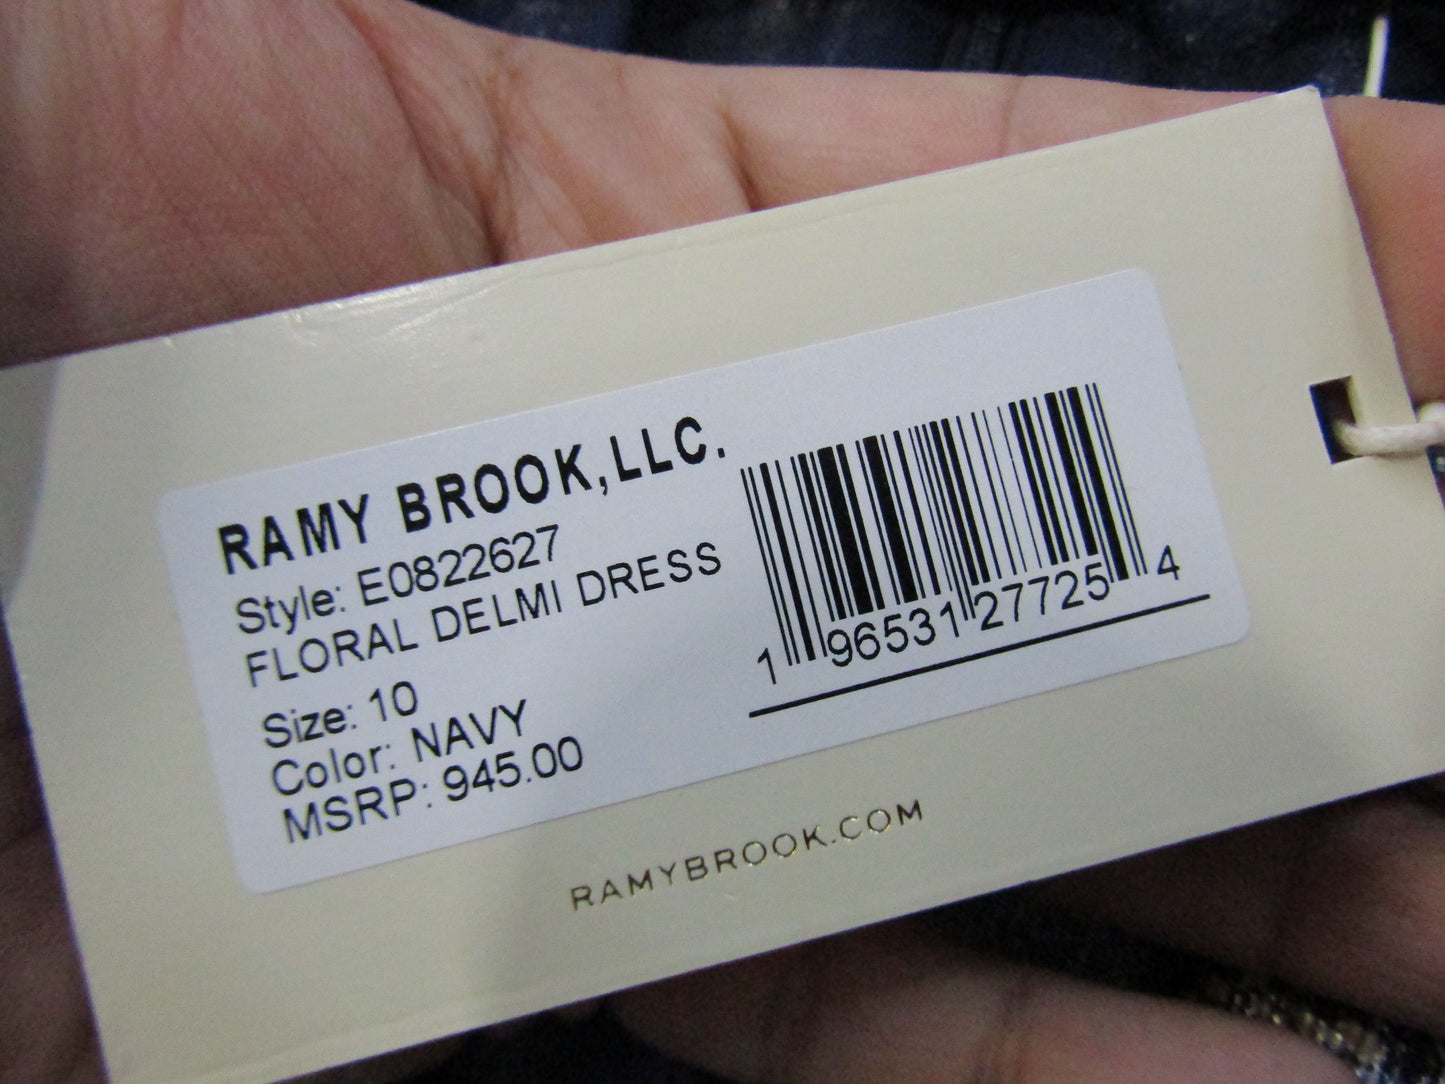 RAMY BROOK,LLC.
Style: E0822627
FLORAL DELMI DRESS
Size: 10
Color: NAVY
MSRP: 945.00
1 96531 27725 4
RAMYBROOK.COM